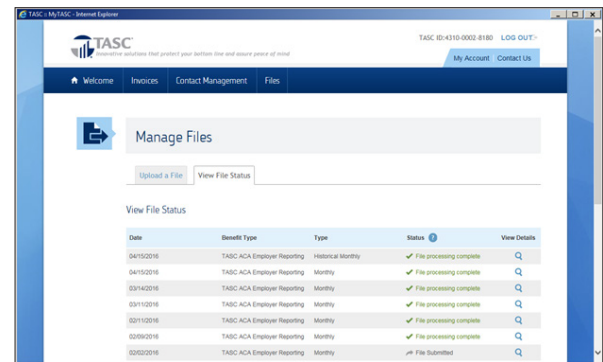 TASC :: MyTASC - Internet Explorer
TASC
innovative solutions that protect your bottom line and assure peace of mind
TASC ID:4310-0002-8180 LOG OUT
My Account Contact Us
Welcome Invoices Contact Management Files
Manage Files
Upload a File View File Status
View File Status
Date Benefit Type Type Status ? View Details
04/15/2016 TASC ACA Employer Reporting Historical Monthly File processing complete
04/15/2016 TASC ACA Employer Reporting Monthly File processing complete
03/14/2016 TASC ACA Employer Reporting Monthly File processing complete
03/11/2016 TASC ACA Employer Reporting Monthly File processing complete
02/11/2016 TASC ACA Employer Reporting Monthly File processing complete
02/09/2016 TASC ACA Employer Reporting Monthly File processing complete
02/02/2016 TASC ACA Employer Reporting Monthly File Submitted